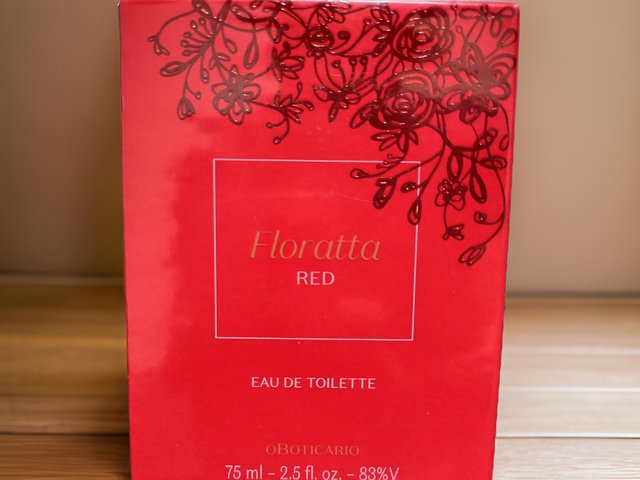 Floratta
RED
EAU DE TOILETTE
oBOTICARIO
75 ml - 2.5 fl. oz. - 83%V